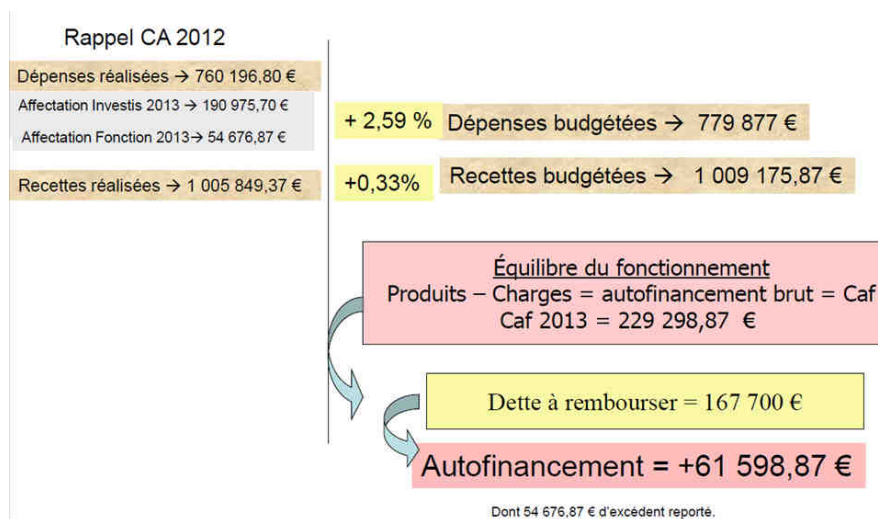 Rappel CA 2012
Dépenses réalisées → 760 196,80 €
Affectation Investis 2013 → 190 975,70 €
Affectation Fonction 2013→ 54 676,87 €
Recettes réalisées → 1 005 849,37 €
+ 2,59 %
Dépenses budgétées → 779 877 €
+0,33%
Recettes budgétées → 1 009 175,87 €
Équilibre du fonctionnement
Produits – Charges = autofinancement brut = Caf
Caf 2013 = 229 298,87 €
Dette à rembourser = 167 700 €
Autofinancement = +61 598,87 €
Dont 54 676,87 € d'excédent reporté.